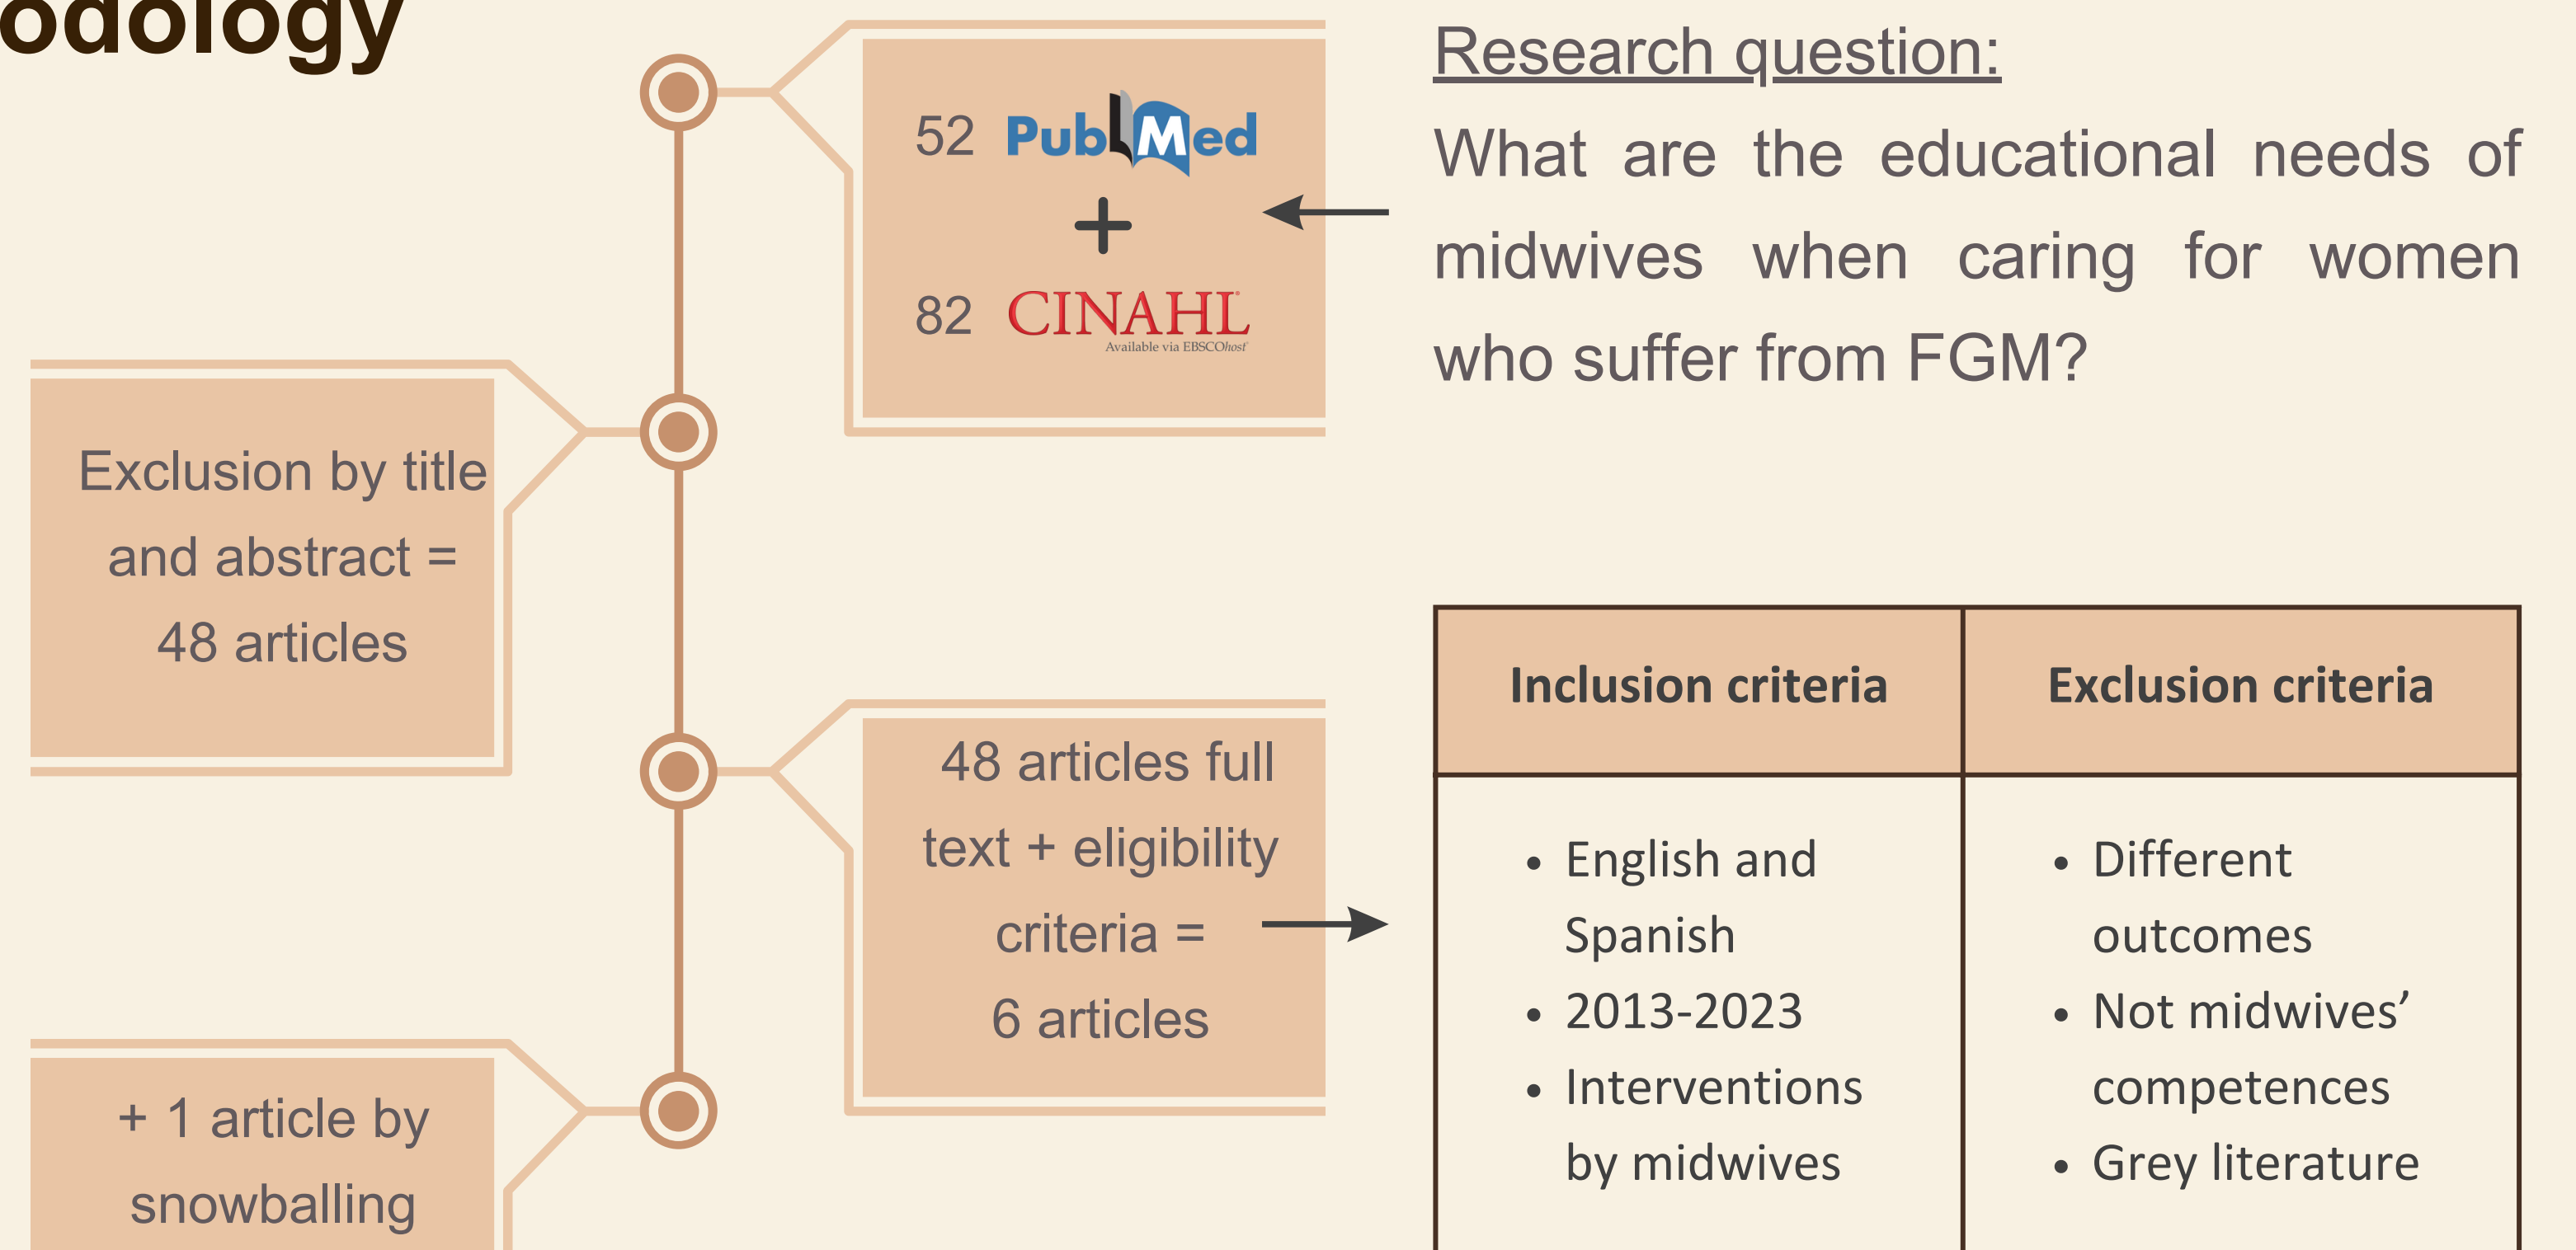 odology
52 PubMed
+
82 CINAHL
Available via EBSCOhost
Research question:
What are the educational needs of
midwives when caring for women
who suffer from FGM?
Exclusion by title
and abstract =
48 articles
48 articles full
text + eligibility
criteria =
6 articles
+ 1 article by
snowballing
Inclusion criteria
• English and
Spanish
• 2013-2023
• Interventions
by midwives
Exclusion criteria
• Different
outcomes
• Not midwives’
competences
• Grey literature